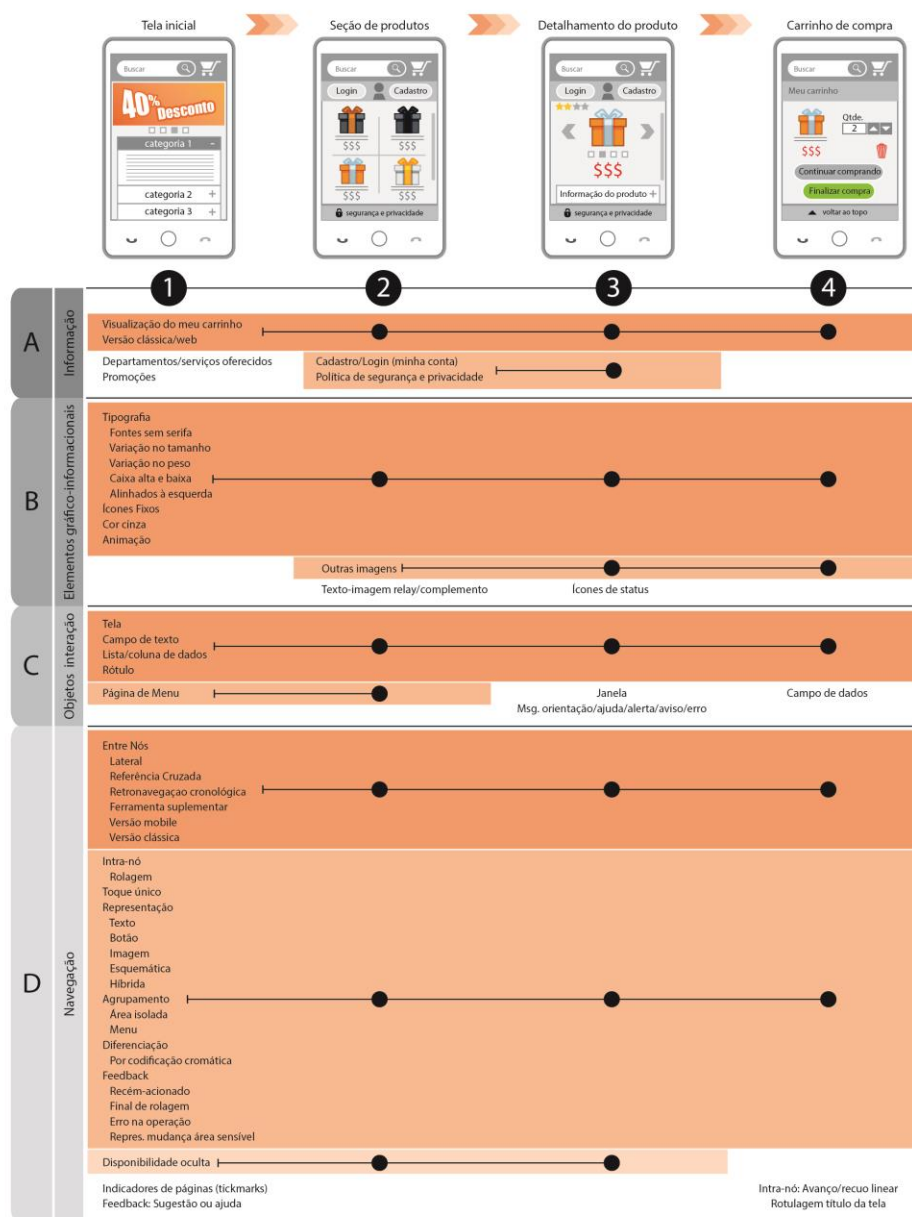 Tela inicial
Seção de produtos
Detalhamento do produto
Carrinho de compra
Buscar
40% Desconto
categoria 1 -
categoria 2 +
categoria 3 +
Buscar
Login
Cadastro
$$$
$$$
$$$
$$$
segurança e privacidade
Buscar
Login
Cadastro
$$$
Informação do produto +
segurança e privacidade
Buscar
Meu carrinho
Qtde.
2
$$$
Continuar comprando
Finalizar compra
voltar ao topo
1
2
3
4
A
Informação
Visualização do meu carrinho
Versão clássica/web
Departamentos/serviços oferecidos
Promoções
Cadastro/Login (minha conta)
Política de segurança e privacidade
B
Elementos gráfico-informacionais
Tipografia
Fontes sem serifa
Variação no tamanho
Variação no peso
Caixa alta e baixa
Alinhados à esquerda
Ícones Fixos
Cor cinza
Animação
Outras imagens
Texto-imagem relay/complemento
Ícones de status
C
Objetos interação
Tela
Campo de texto
Lista/coluna de dados
Rótulo
Página de Menu
Janela
Msg. orientação/ajuda/alerta/aviso/erro
Campo de dados
D
Navegação
Entre Nós
Lateral
Referência Cruzada
Retronavegaçao cronológica
Ferramenta suplementar
Versão mobile
Versão clássica
Intra-nó
Rolagem
Toque único
Representação
Texto
Botão
Imagem
Esquemática
Híbrida
Agrupamento
Área isolada
Menu
Diferenciação
Por codificação cromática
Feedback
Recém-acionado
Final de rolagem
Erro na operação
Repres. mudança área sensível
Disponibilidade oculta
Indicadores de páginas (tickmarks)
Feedback: Sugestão ou ajuda
Intra-nó: Avanço/recuo linear
Rotulagem título da tela